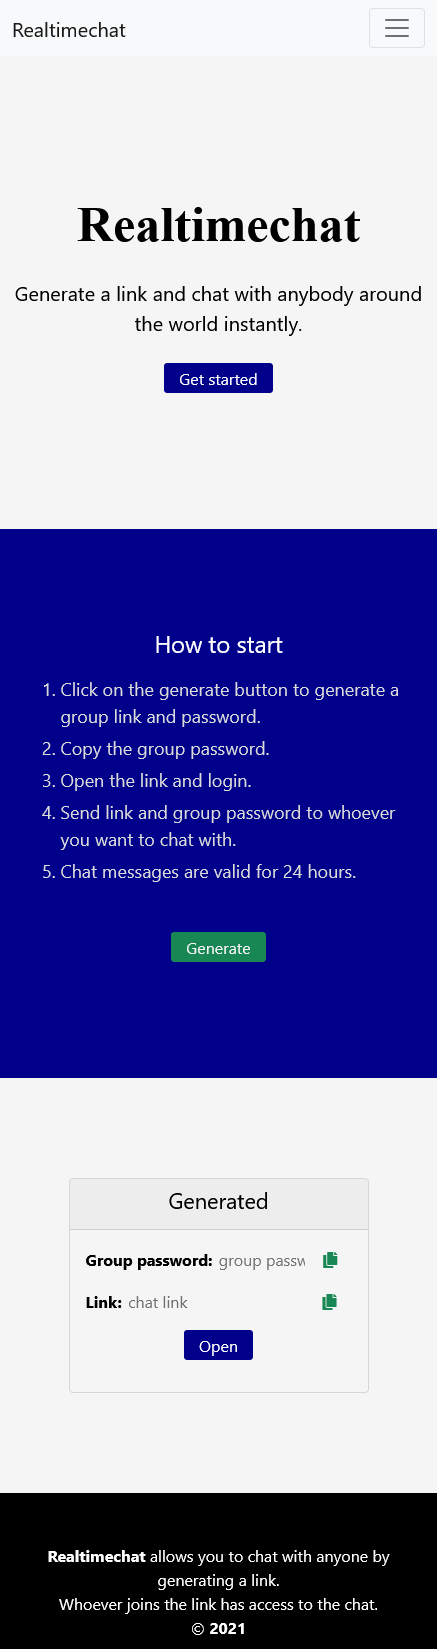 Realtimechat
Realtimechat
Generate a link and chat with anybody around
the world instantly.
Get started
How to start
1. Click on the generate button to generate a
group link and password.
2. Copy the group password.
3. Open the link and login.
4. Send link and group password to whoever
you want to chat with.
5. Chat messages are valid for 24 hours.
Generate
Generated
Group password: group passw
Link: chat link
Open
Realtimechat allows you to chat with anyone by
generating a link.
Whoever joins the link has access to the chat.
© 2021